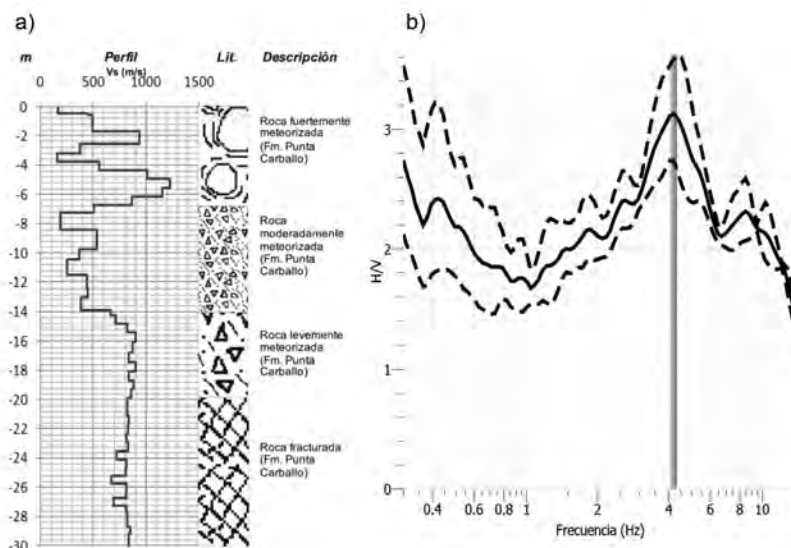 a)
m Perfil Lit. Descripción
Vs (m/s)
0 500 1000 1500
0
-2
-4
-6
-8
-10
-12
-14
-16
-18
-20
-22
-24
-26
-28
-30
Roca fuertemente
meteorizada
(Fm. Punta
Carballo)
Roca
moderadamente
meteorizada
(Fm. Punta
Carballo)
Roca levemente
meteorizada
(Fm. Punta
Carballo)
Roca fracturada
(Fm. Punta
Carballo)
b)
H/V
3
2
1
0
0.4 0.6 0.8 1 2 4 6 8 10
Frecuencia (Hz)